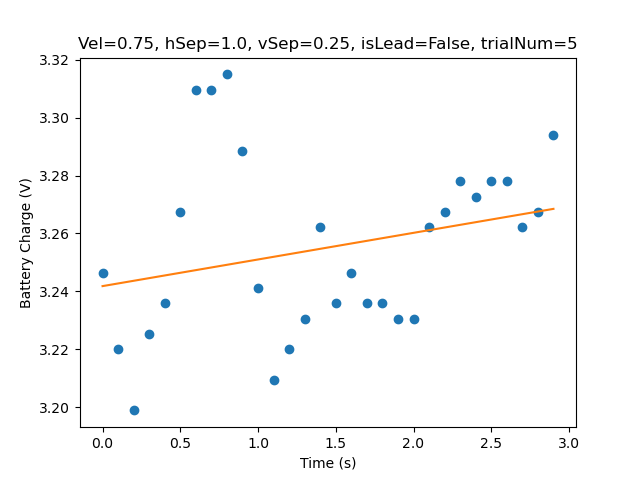 Vel=0.75, hSep=1.0, vSep=0.25, isLead=False, trialNum=5
3.32
3.30
3.28
3.26
3.24
3.22
3.20
Battery Charge (V)
0.0 0.5 1.0 1.5 2.0 2.5 3.0
Time (s)